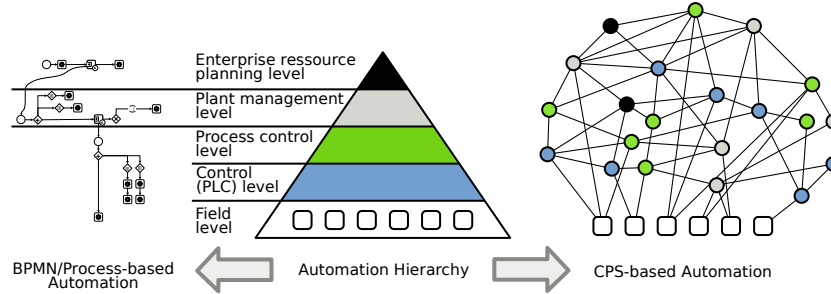 Enterprise ressource
planning level
Plant management
level
Process control
level
Control
(PLC) level
Field
level
BPMN/Process-based
Automation
Automation Hierarchy
CPS-based Automation